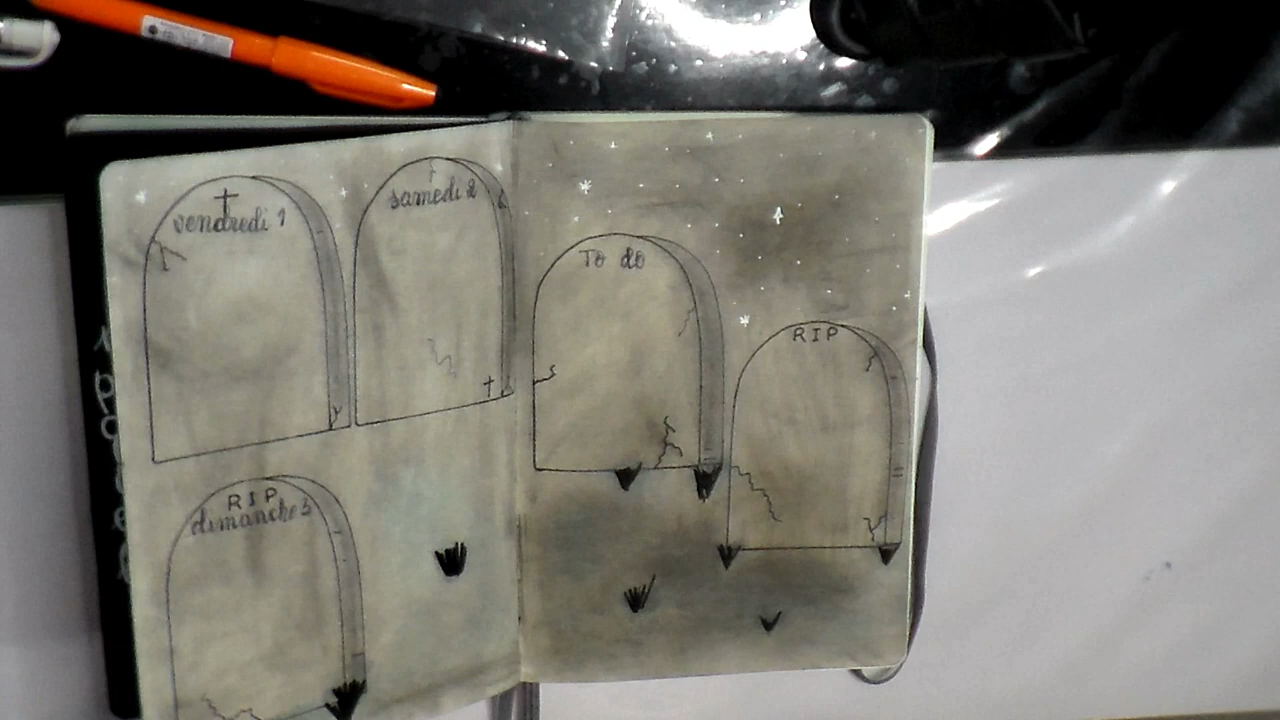 vendredi 1
samedi 2
RIP
dimanche 3
To do
RIP